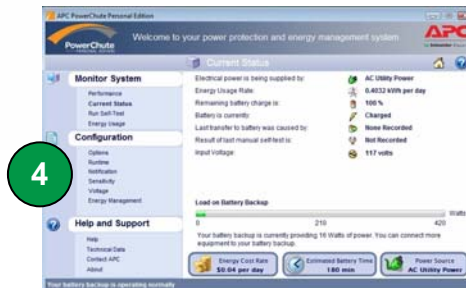 APC PowerChute Personal Edition
PowerChute
PERSONAL EDITION
Welcome to your power protection and energy management system
APC
by Schneider Electric
Current Status
Monitor System
Performance
Current Status
Run Self-Test
Energy Usage
Configuration
Options
Runtime
Notification
Sensitivity
Voltage
Energy Management
Help and Support
Help
Technical Data
Contact APC
About
Electrical power is being supplied by: AC Utility Power
Energy Usage Rate: 0.4032 kWh per day
Remaining battery charge is: 100 %
Battery is currently: Charged
Last transfer to battery was caused by: None Recorded
Result of last manual self-test is: Not Recorded
Input Voltage: 117 volts
4
Load on Battery Backup
Watts
0 210 420
Your battery backup is currently providing 16 Watts of power. You can connect more
equipment to your battery backup.
Energy Cost Rate
$0.04 per day
Estimated Battery Time
180 min
Power Source
AC Utility Power
Your battery backup is operating normally